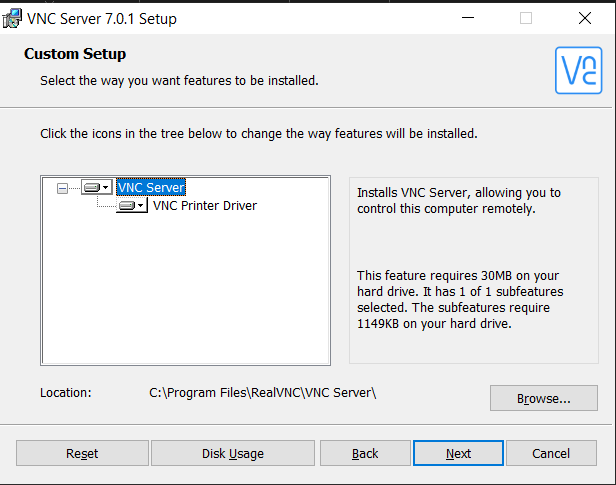 VNC Server 7.0.1 Setup
Custom Setup
Select the way you want features to be installed.
VNC
Click the icons in the tree below to change the way features will be installed.
VNC Server
VNC Printer Driver
Installs VNC Server, allowing you to
control this computer remotely.
This feature requires 30MB on your
hard drive. It has 1 of 1 subfeatures
selected. The subfeatures require
1149KB on your hard drive.
Location:
C:\Program Files\RealVNC\VNC Server\
Browse...
Reset
Disk Usage
Back
Next
Cancel